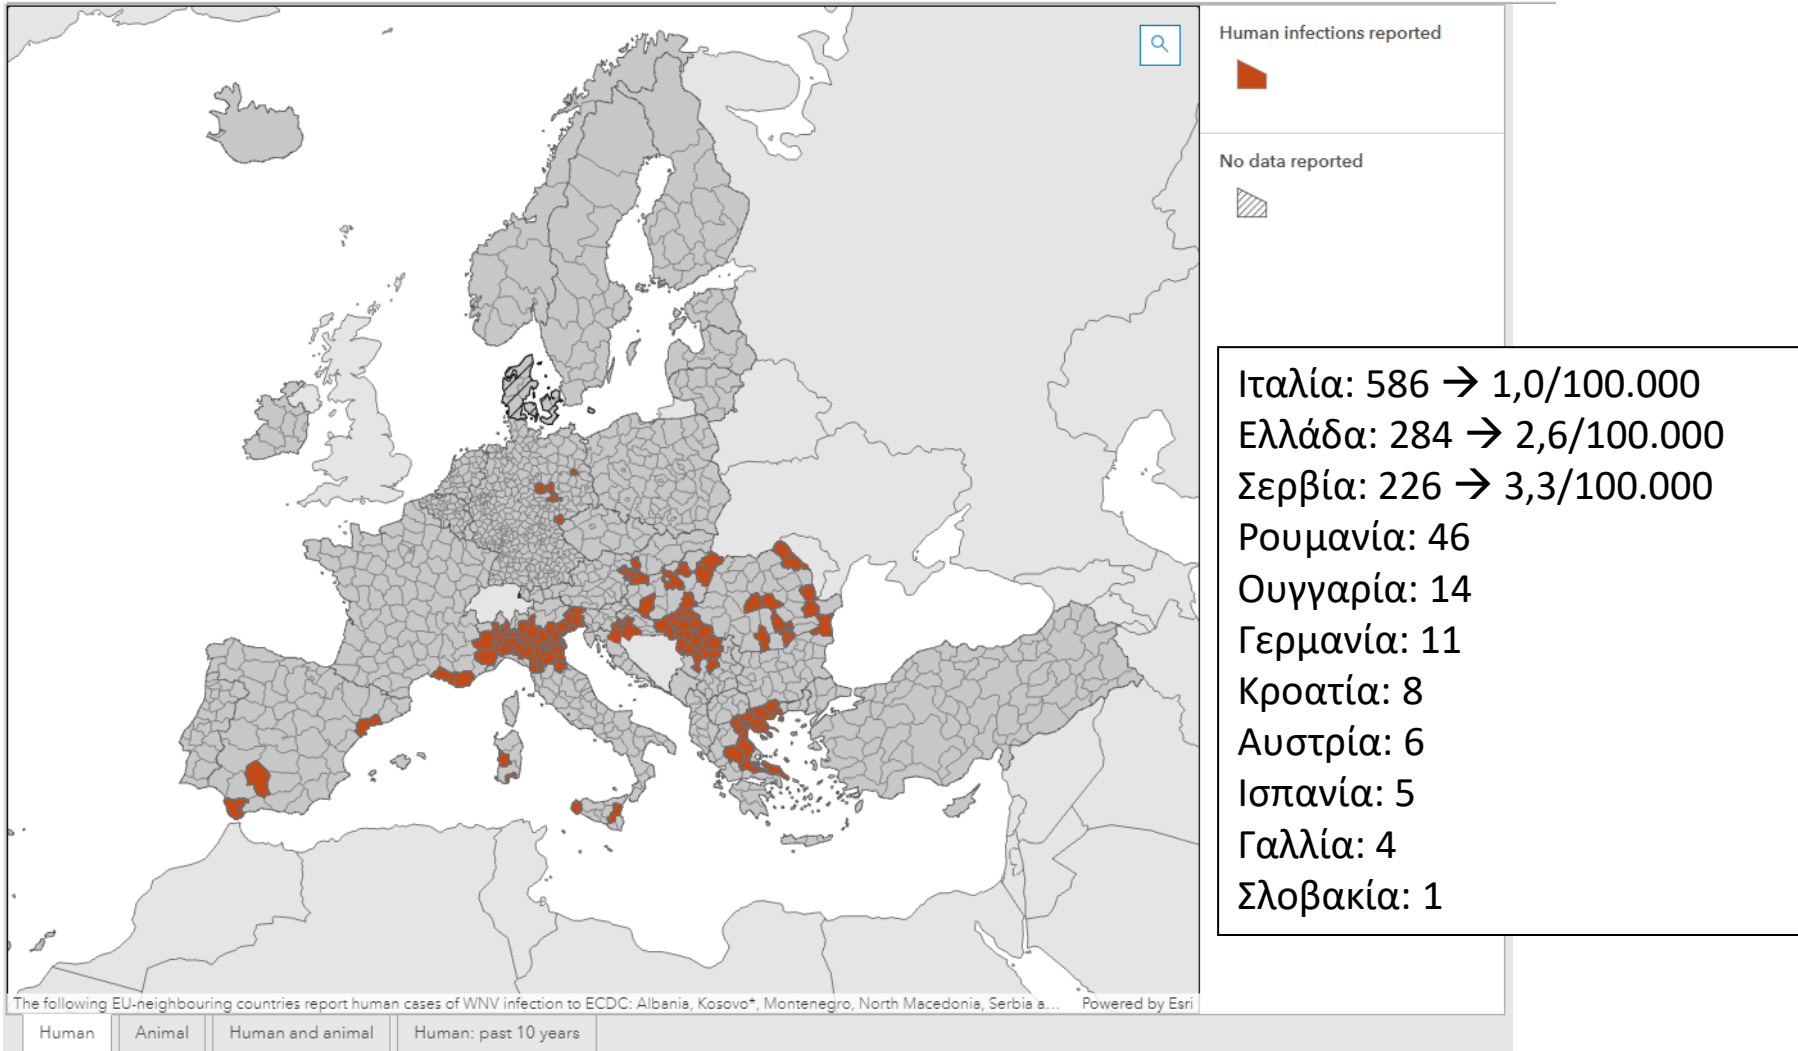 Human infections reported
No data reported
Ιταλία: 586 → 1,0/100.000
Ελλάδα: 284 → 2,6/100.000
Σερβία: 226 → 3,3/100.000
Ρουμανία: 46
Ουγγαρία: 14
Γερμανία: 11
Κροατία: 8
Αυστρία: 6
Ισπανία: 5
Γαλλία: 4
Σλοβακία: 1
The following EU-neighbouring countries report human cases of WNV infection to ECDC: Albania, Kosovo*, Montenegro, North Macedonia, Serbia a... Powered by Esri
Human Animal Human and animal Human: past 10 years